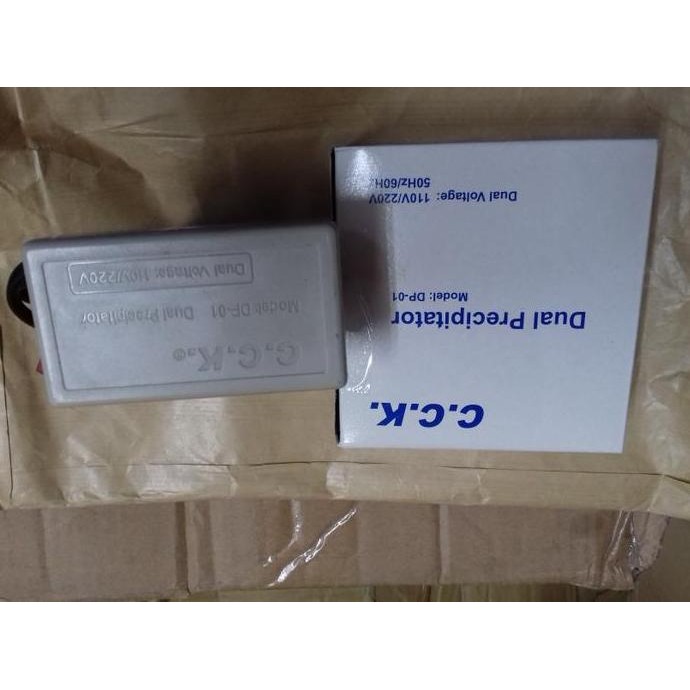 C.C.K.®
Model: DF-01 Dual Precipitator
Dual Voltage: 110V/220V
C.C.K.
Dual Precipitator
Model: DP-01
Dual Voltage: 110V/220V
50Hz/60Hz